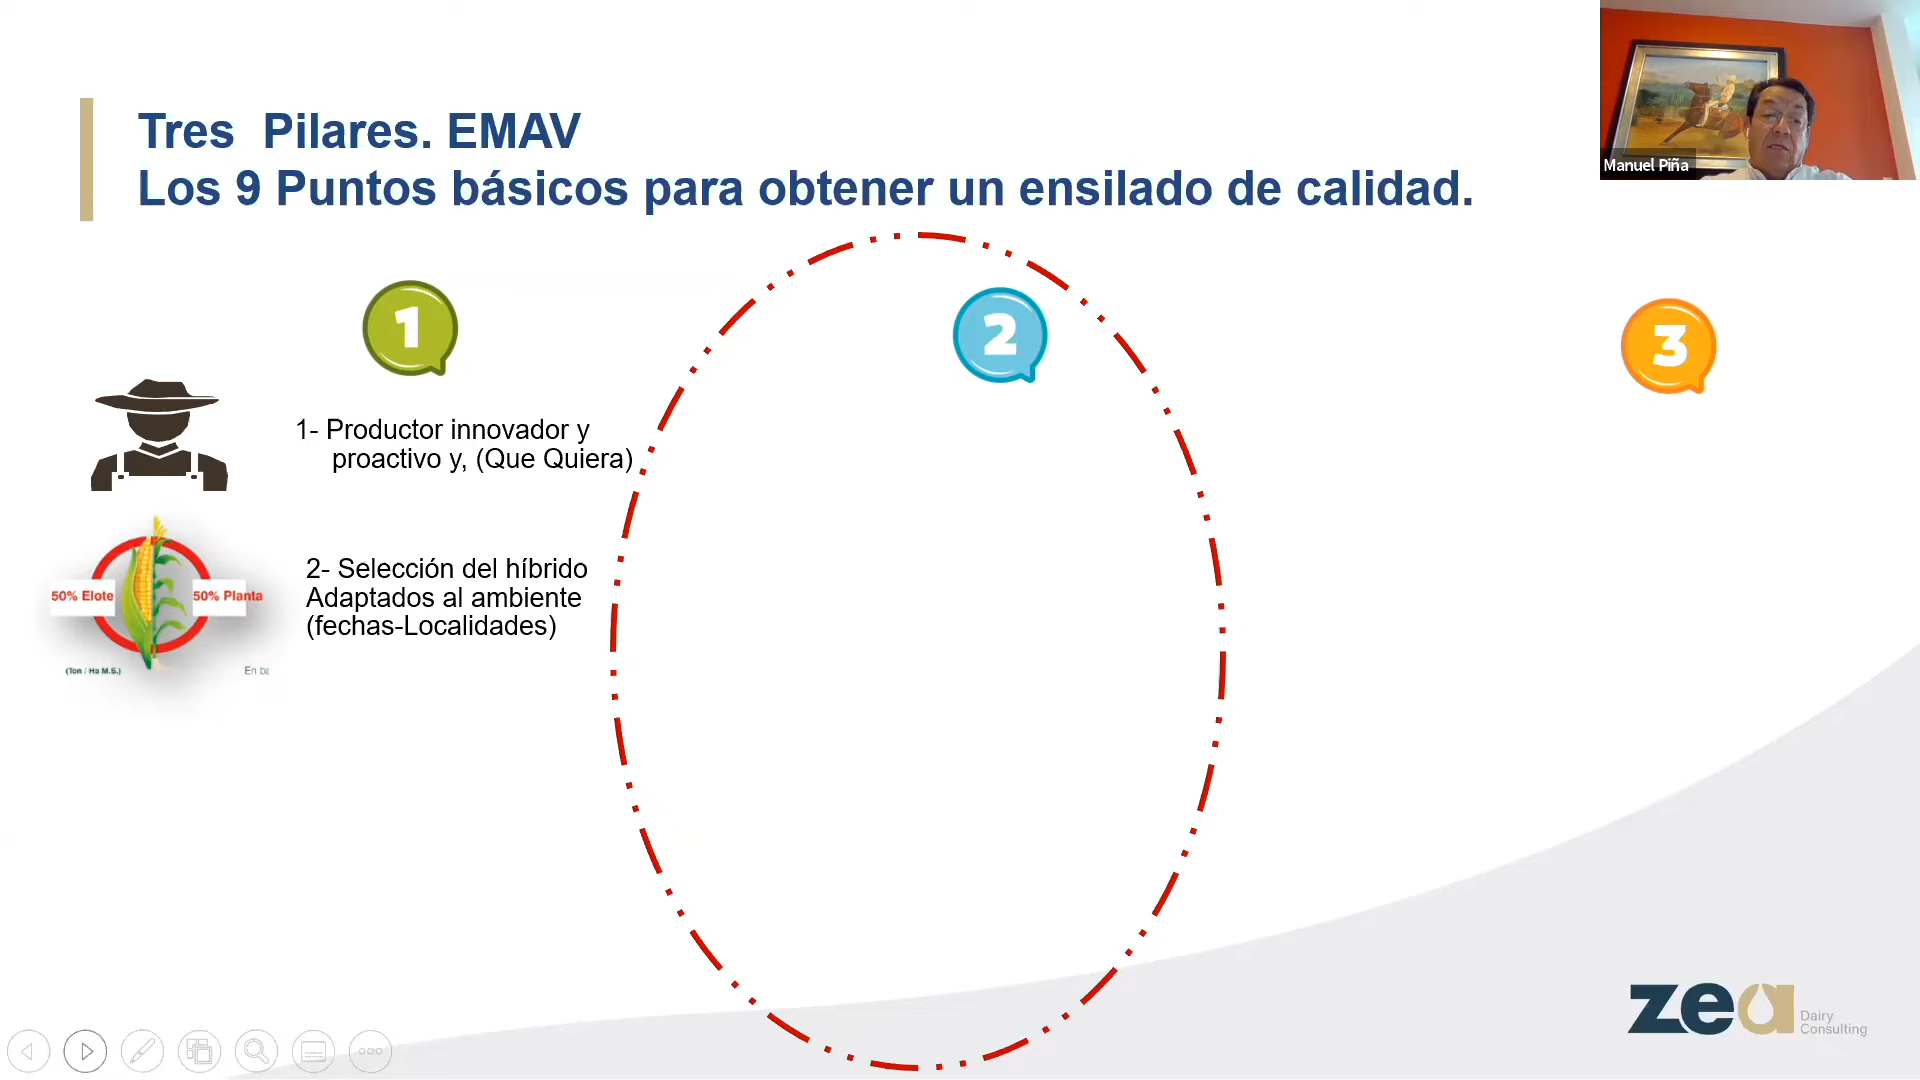 Tres  Pilares. EMAV
Los 9 Puntos básicos para obtener un ensilado de calidad.
Manuel Piña
1
2
3
1- Productor innovador y
proactivo y, (Que Quiera)
50% Elote
50% Planta
(Ton / Ha M.S.)
En ba
2- Selección del híbrido
Adaptados al ambiente
(fechas-Localidades)
zea
Dairy
Consulting